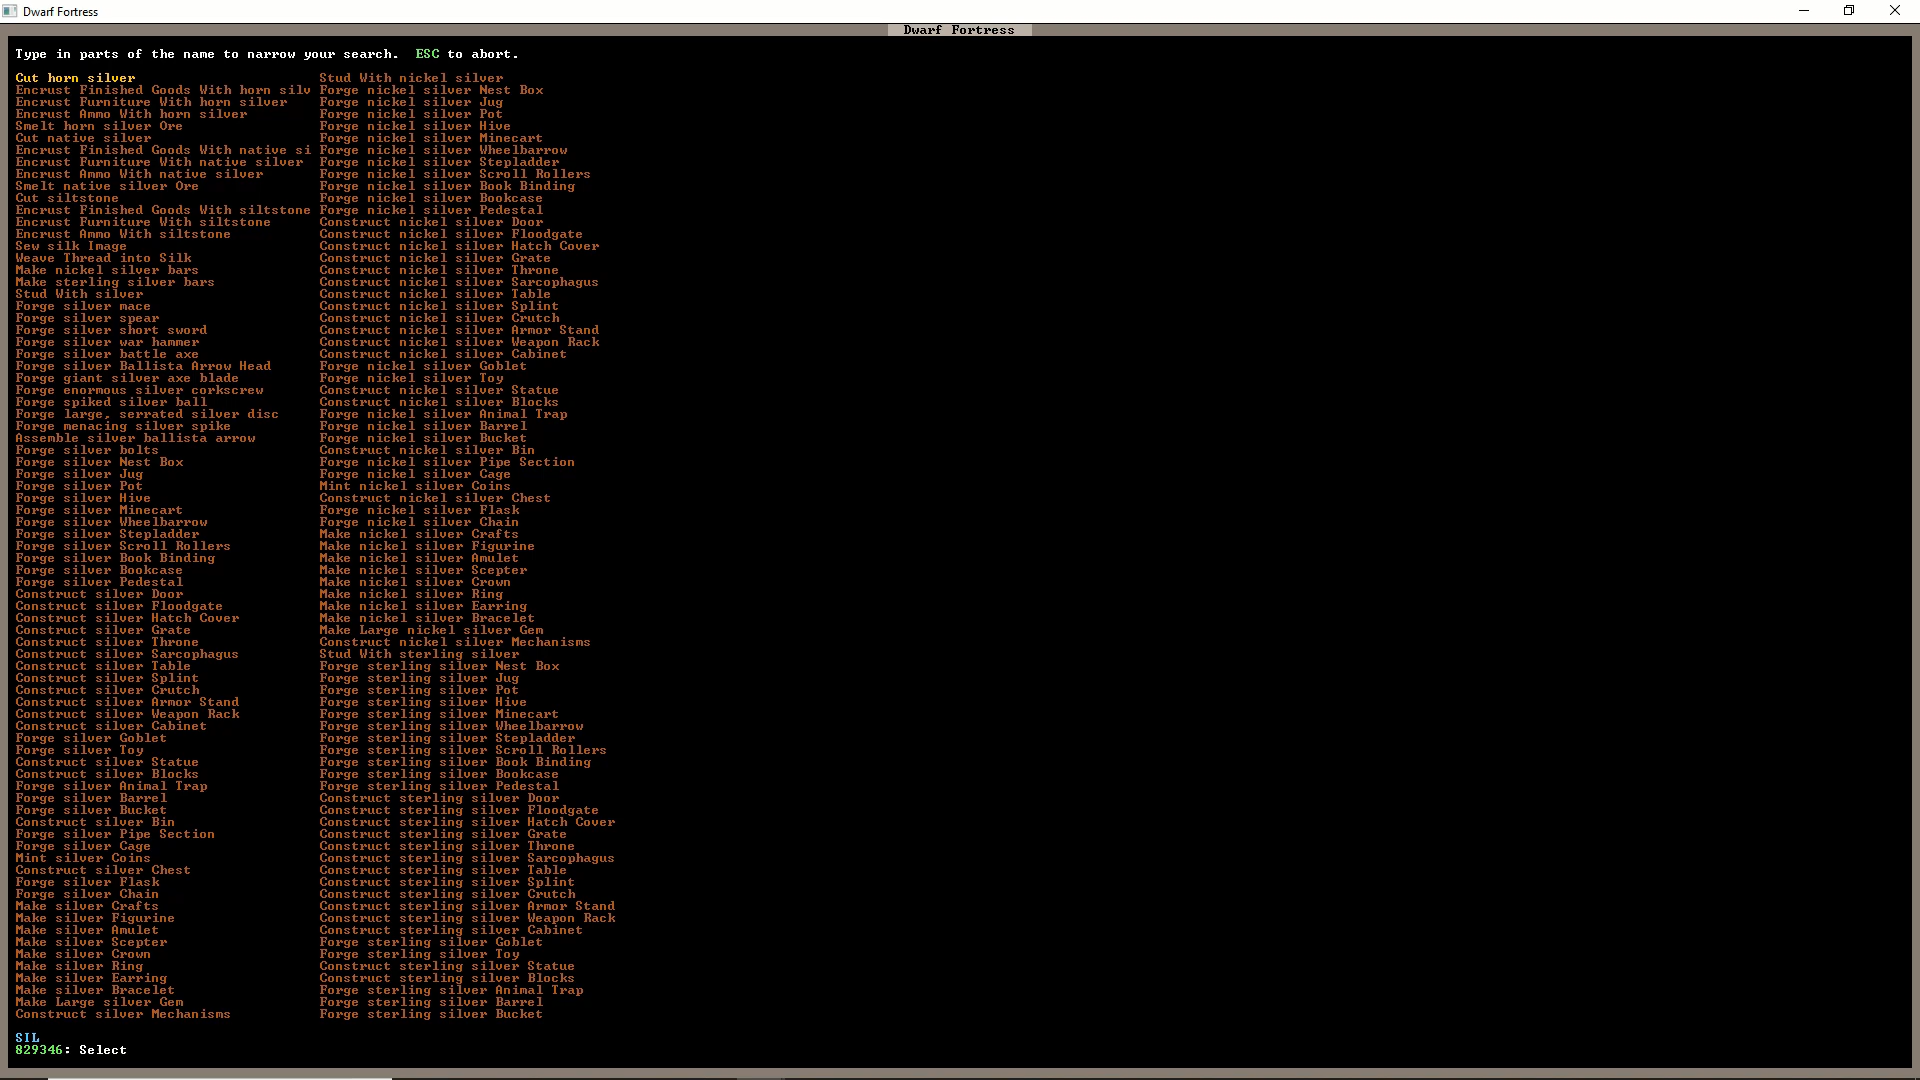 Dwarf Fortress
Dwarf Fortress
Type in parts of the name to narrow your search.  ESC to abort.
Cut horn silver
Encrust Finished Goods With horn silv
Encrust Furniture With horn silver
Encrust Ammo With horn silver
Smelt horn silver Ore
Cut native silver
Encrust Finished Goods With native si
Encrust Furniture With native silver
Encrust Ammo With native silver
Smelt native silver Ore
Cut siltstone
Encrust Finished Goods With siltstone
Encrust Furniture With siltstone
Encrust Ammo With siltstone
Sew silk Image
Weave Thread into Silk
Make nickel silver bars
Make sterling silver bars
Stud With silver
Forge silver mace
Forge silver spear
Forge silver short sword
Forge silver war hammer
Forge silver battle axe
Forge silver Ballista Arrow Head
Forge giant silver axe blade
Forge enormous silver corkscrew
Forge spiked silver ball
Forge large, serrated silver disc
Forge menacing silver spike
Assemble silver ballista arrow
Forge silver bolts
Forge silver Nest Box
Forge silver Jug
Forge silver Pot
Forge silver Hive
Forge silver Minecart
Forge silver Wheelbarrow
Forge silver Stepladder
Forge silver Scroll Rollers
Forge silver Book Binding
Forge silver Bookcase
Forge silver Pedestal
Construct silver Door
Construct silver Floodgate
Construct silver Hatch Cover
Construct silver Grate
Construct silver Throne
Construct silver Sarcophagus
Construct silver Table
Construct silver Splint
Construct silver Crutch
Construct silver Armor Stand
Construct silver Weapon Rack
Construct silver Cabinet
Forge silver Goblet
Forge silver Toy
Construct silver Statue
Construct silver Blocks
Forge silver Animal Trap
Forge silver Barrel
Forge silver Bucket
Construct silver Bin
Forge silver Pipe Section
Forge silver Cage
Mint silver Coins
Construct silver Chest
Forge silver Flask
Forge silver Chain
Make silver Crafts
Make silver Figurine
Make silver Amulet
Make silver Scepter
Make silver Crown
Make silver Ring
Make silver Earring
Make silver Bracelet
Make Large silver Gem
Construct silver Mechanisms
Stud With nickel silver
Forge nickel silver Nest Box
Forge nickel silver Jug
Forge nickel silver Pot
Forge nickel silver Hive
Forge nickel silver Minecart
Forge nickel silver Wheelbarrow
Forge nickel silver Stepladder
Forge nickel silver Scroll Rollers
Forge nickel silver Book Binding
Forge nickel silver Bookcase
Forge nickel silver Pedestal
Construct nickel silver Door
Construct nickel silver Floodgate
Construct nickel silver Hatch Cover
Construct nickel silver Grate
Construct nickel silver Throne
Construct nickel silver Sarcophagus
Construct nickel silver Table
Construct nickel silver Splint
Construct nickel silver Crutch
Construct nickel silver Armor Stand
Construct nickel silver Weapon Rack
Construct nickel silver Cabinet
Forge nickel silver Goblet
Forge nickel silver Toy
Construct nickel silver Statue
Construct nickel silver Blocks
Forge nickel silver Animal Trap
Forge nickel silver Barrel
Forge nickel silver Bucket
Construct nickel silver Bin
Forge nickel silver Pipe Section
Forge nickel silver Cage
Mint nickel silver Coins
Construct nickel silver Chest
Forge nickel silver Flask
Forge nickel silver Chain
Make nickel silver Crafts
Make nickel silver Figurine
Make nickel silver Amulet
Make nickel silver Scepter
Make nickel silver Crown
Make nickel silver Ring
Make nickel silver Earring
Make nickel silver Bracelet
Make Large nickel silver Gem
Construct nickel silver Mechanisms
Stud With sterling silver
Forge sterling silver Nest Box
Forge sterling silver Jug
Forge sterling silver Pot
Forge sterling silver Hive
Forge sterling silver Minecart
Forge sterling silver Wheelbarrow
Forge sterling silver Stepladder
Forge sterling silver Scroll Rollers
Forge sterling silver Book Binding
Forge sterling silver Bookcase
Forge sterling silver Pedestal
Construct sterling silver Door
Construct sterling silver Floodgate
Construct sterling silver Hatch Cover
Construct sterling silver Grate
Construct sterling silver Throne
Construct sterling silver Sarcophagus
Construct sterling silver Table
Construct sterling silver Splint
Construct sterling silver Crutch
Construct sterling silver Armor Stand
Construct sterling silver Weapon Rack
Construct sterling silver Cabinet
Forge sterling silver Goblet
Forge sterling silver Toy
Construct sterling silver Statue
Construct sterling silver Blocks
Forge sterling silver Animal Trap
Forge sterling silver Barrel
Forge sterling silver Bucket
SIL
829346: Select